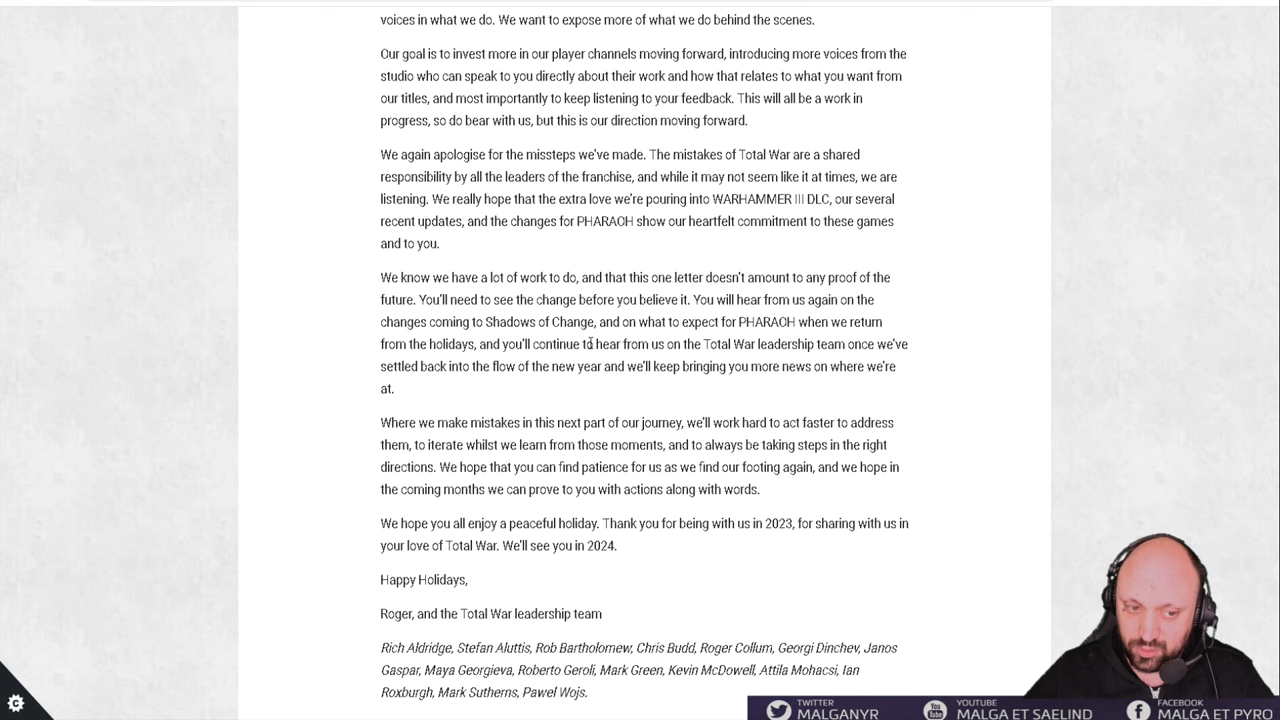 voices in what we do. We want to expose more of what we do behind the scenes.
Our goal is to invest more in our player channels moving forward, introducing more voices from the
studio who can speak to you directly about their work and how that relates to what you want from
our titles, and most importantly to keep listening to your feedback. This will all be a work in
progress, so do bear with us, but this is our direction moving forward.
We again apologise for the missteps we've made. The mistakes of Total War are a shared
responsibility by all the leaders of the franchise, and while it may not seem like it at times, we are
listening. We really hope that the extra love we're pouring into WARHAMMER III DLC, our several
recent updates, and the changes for PHARAOH show our heartfelt commitment to these games
and to you.
We know we have a lot of work to do, and that this one letter doesn't amount to any proof of the
future. You'll need to see the change before you believe it. You will hear from us again on the
changes coming to Shadows of Change, and on what to expect for PHARAOH when we return
from the holidays, and you'll continue to hear from us on the Total War leadership team once we've
settled back into the flow of the new year and we'll keep bringing you more news on where we're
at.
Where we make mistakes in this next part of our journey, we'll work hard to act faster to address
them, to iterate whilst we learn from those moments, and to always be taking steps in the right
directions. We hope that you can find patience for us as we find our footing again, and we hope in
the coming months we can prove to you with actions along with words.
We hope you all enjoy a peaceful holiday. Thank you for being with us in 2023, for sharing with us in
your love of Total War. We'll see you in 2024.
Happy Holidays,
Roger, and the Total War leadership team
Rich Aldridge, Stefan Aluttis, Rob Bartholomew, Chris Budd, Roger Collum, Georgi Dinchev, Janos
Gaspar, Maya Georgieva, Roberto Geroli, Mark Green, Kevin McDowell, Attila Mohacsi, Ian
Roxburgh, Mark Sutherns, Pawel Wojs.
TWITTER
MALGANYR
You Tube
YOUTUBE
MALGA ET SAELIND
FACEBOOK
MALGA ET PYRO